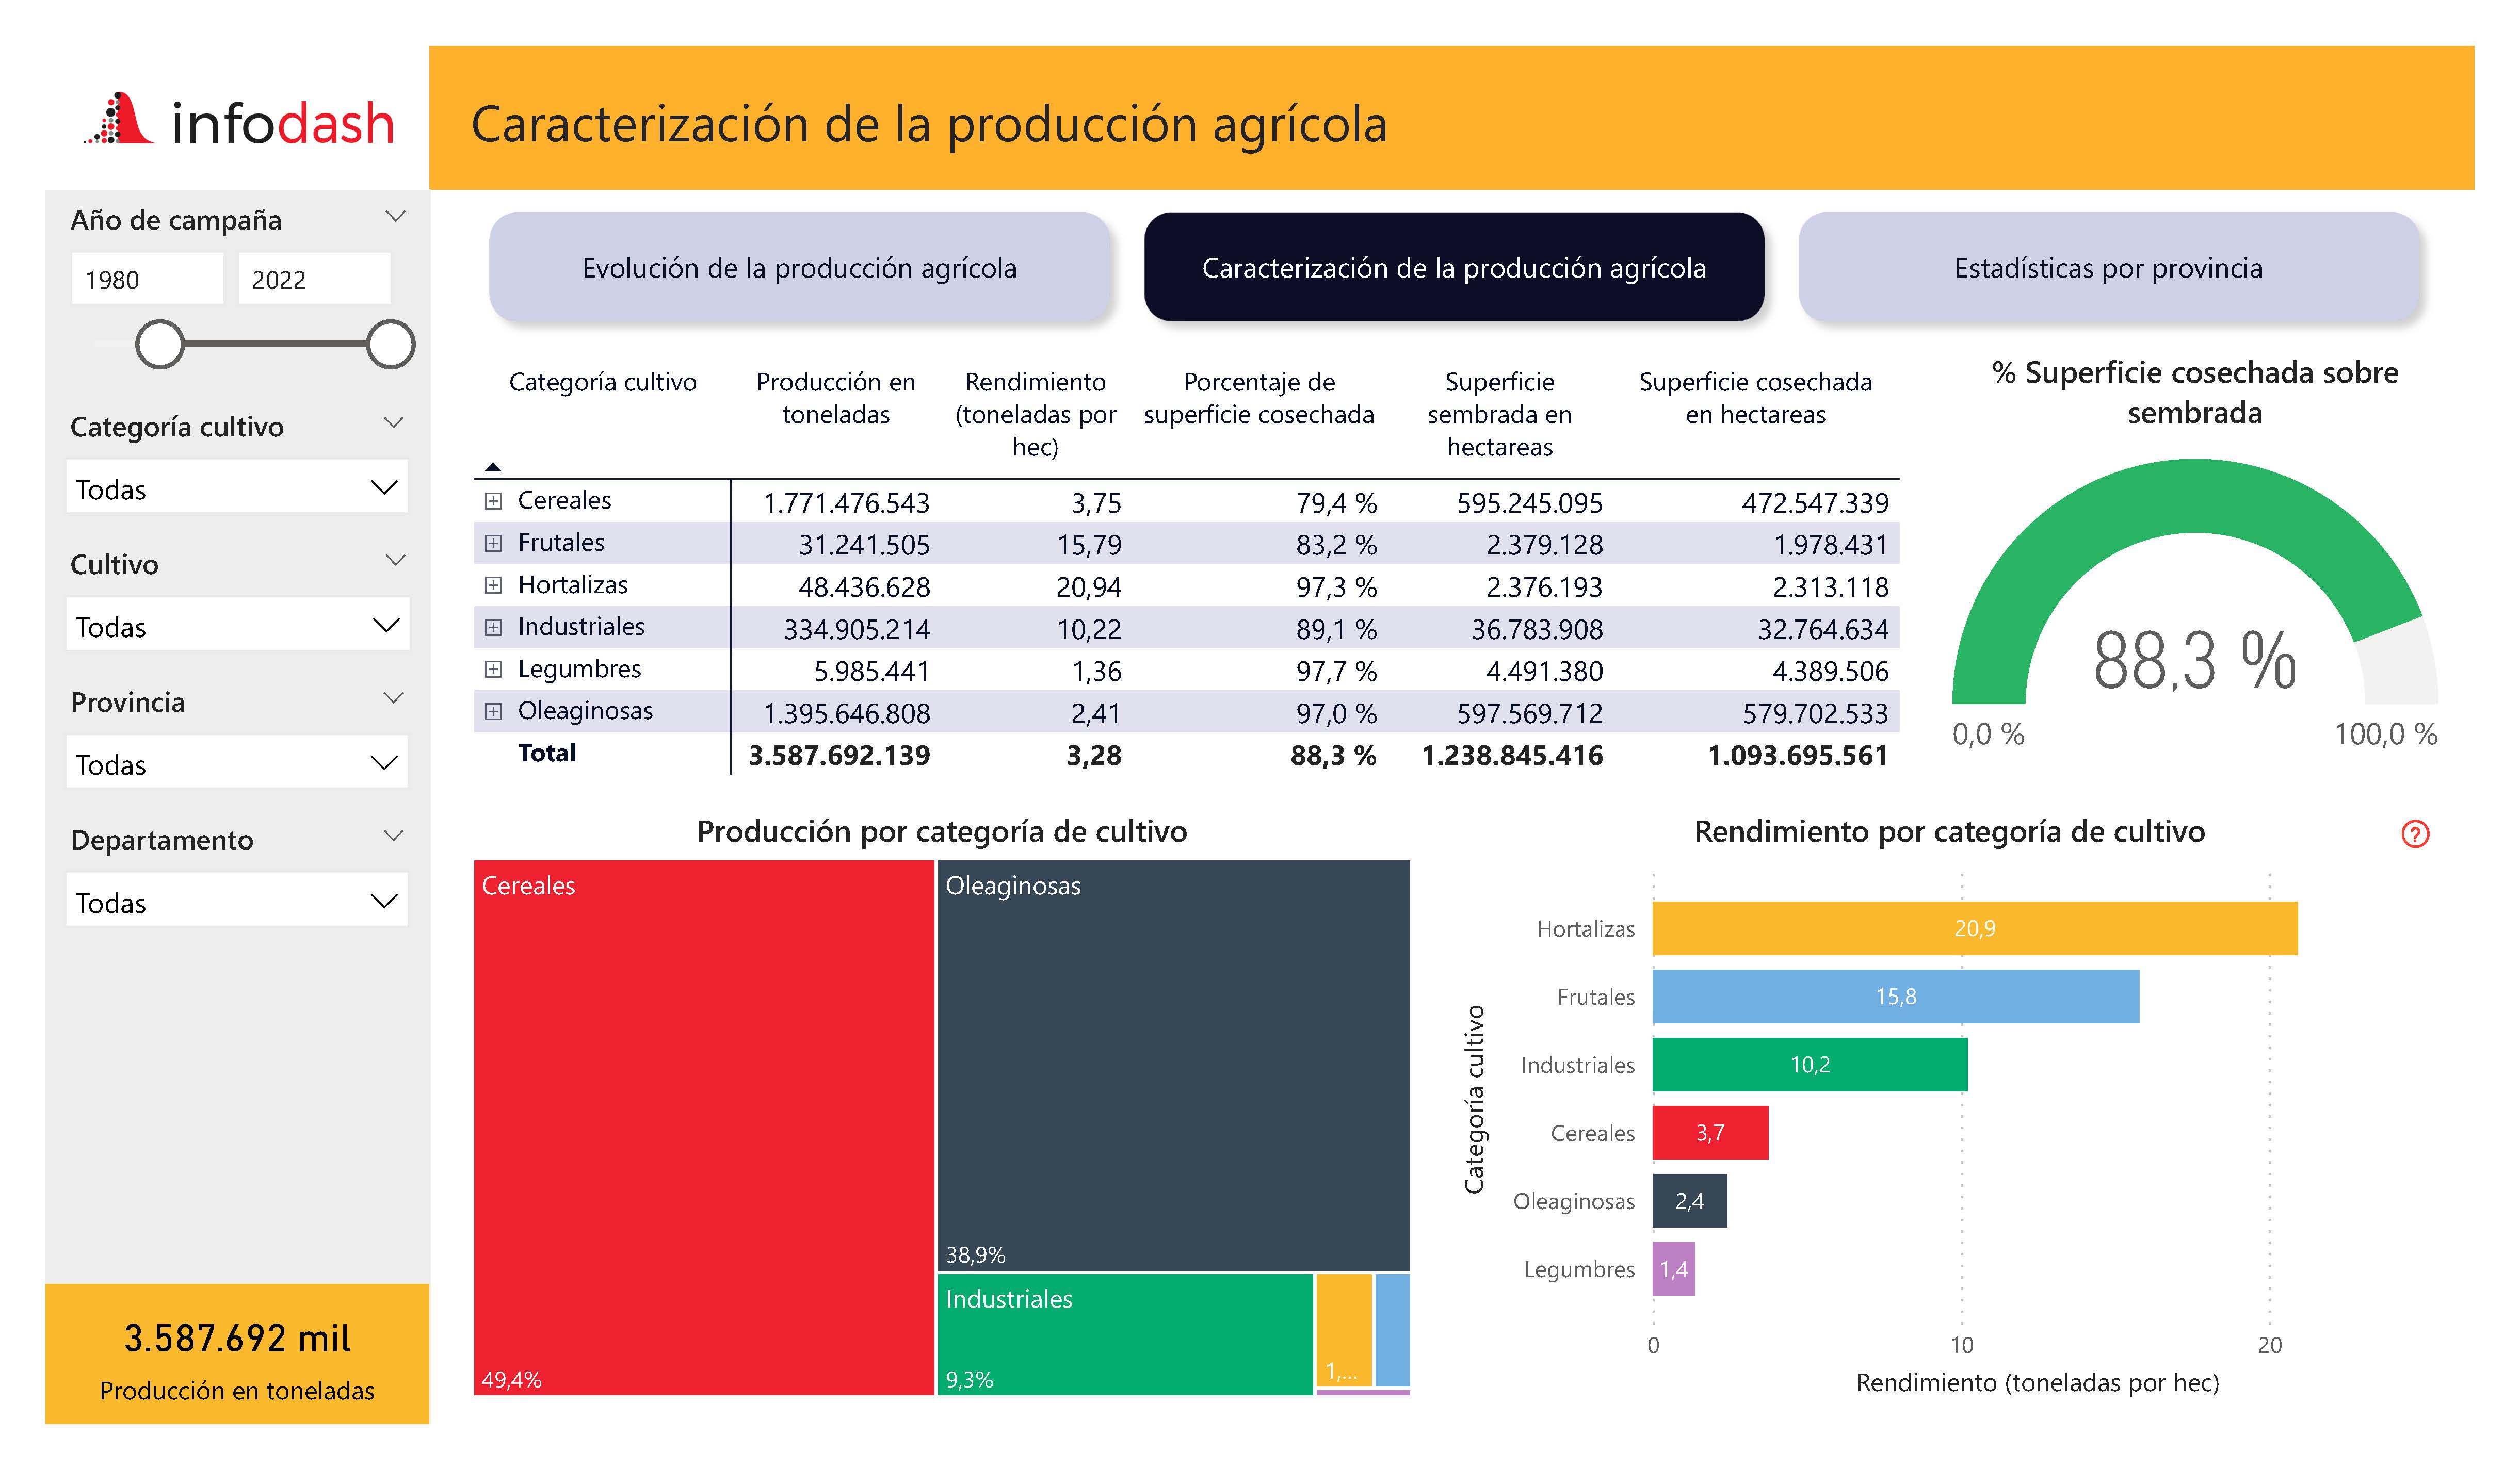 infodash
Caracterización de la producción agrícola
Año de campaña
1980 2022
Categoría cultivo
Todas
Cultivo
Todas
Provincia
Todas
Departamento
Todas
3.587.692 mil
Producción en toneladas
Evolución de la producción agrícola
Caracterización de la producción agrícola
Estadísticas por provincia
Categoría cultivo Producción en Rendimiento Porcentaje de Superficie Superficie cosechada
toneladas (toneladas por superficie cosechada sembrada en en hectareas
hec) hectareas
Cereales 1.771.476.543 3,75 79,4 % 595.245.095 472.547.339
Frutales 31.241.505 15,79 83,2 % 2.379.128 1.978.431
Hortalizas 48.436.628 20,94 97,3 % 2.376.193 2.313.118
Industriales 334.905.214 10,22 89,1 % 36.783.908 32.764.634
Legumbres 5.985.441 1,36 97,7 % 4.491.380 4.389.506
Oleaginosas 1.395.646.808 2,41 97,0 % 597.569.712 579.702.533
Total 3.587.692.139 3,28 88,3 % 1.238.845.416 1.093.695.561
% Superficie cosechada sobre
sembrada
88,3 %
0,0 % 100,0 %
Producción por categoría de cultivo
Cereales
49,4%
Oleaginosas
38,9%
Industriales
9,3%
1,...
Rendimiento por categoría de cultivo
?
Categoría cultivo
Hortalizas 20,9
Frutales 15,8
Industriales 10,2
Cereales 3,7
Oleaginosas 2,4
Legumbres 1,4
0 10 20
Rendimiento (toneladas por hec)